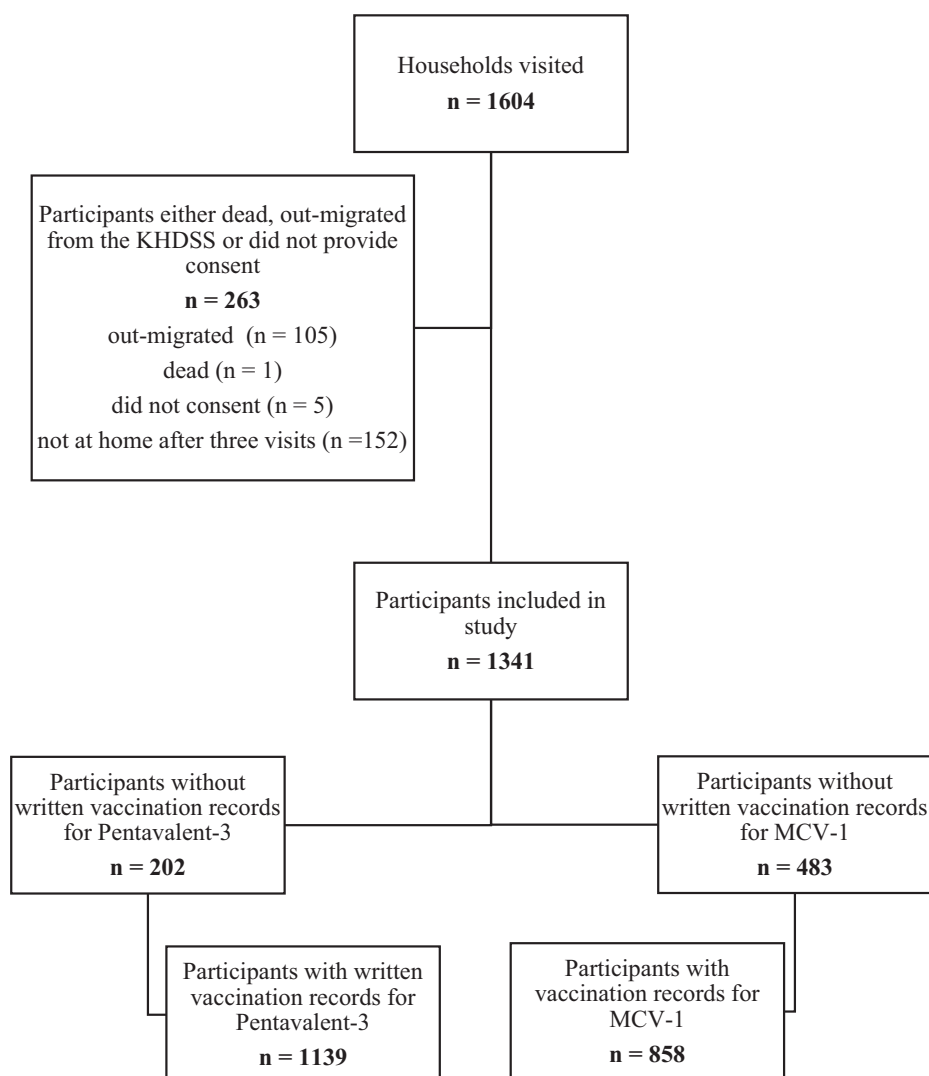 Households visited
n = 1604
Participants either dead, out-migrated
from the KHDSS or did not provide
consent
n = 263
out-migrated  (n = 105)
dead (n = 1)
did not consent (n = 5)
not at home after three visits (n =152)
Participants included in
study
n = 1341
Participants without
written vaccination records
for Pentavalent-3
n = 202
Participants without
written vaccination records
for MCV-1
n = 483
Participants with written
vaccination records for
Pentavalent-3
n = 1139
Participants with
vaccination records for
MCV-1
n = 858